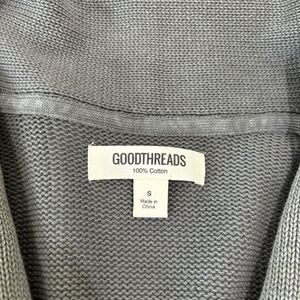 GOODTHREADS
100% Cotton
S
Made in
China